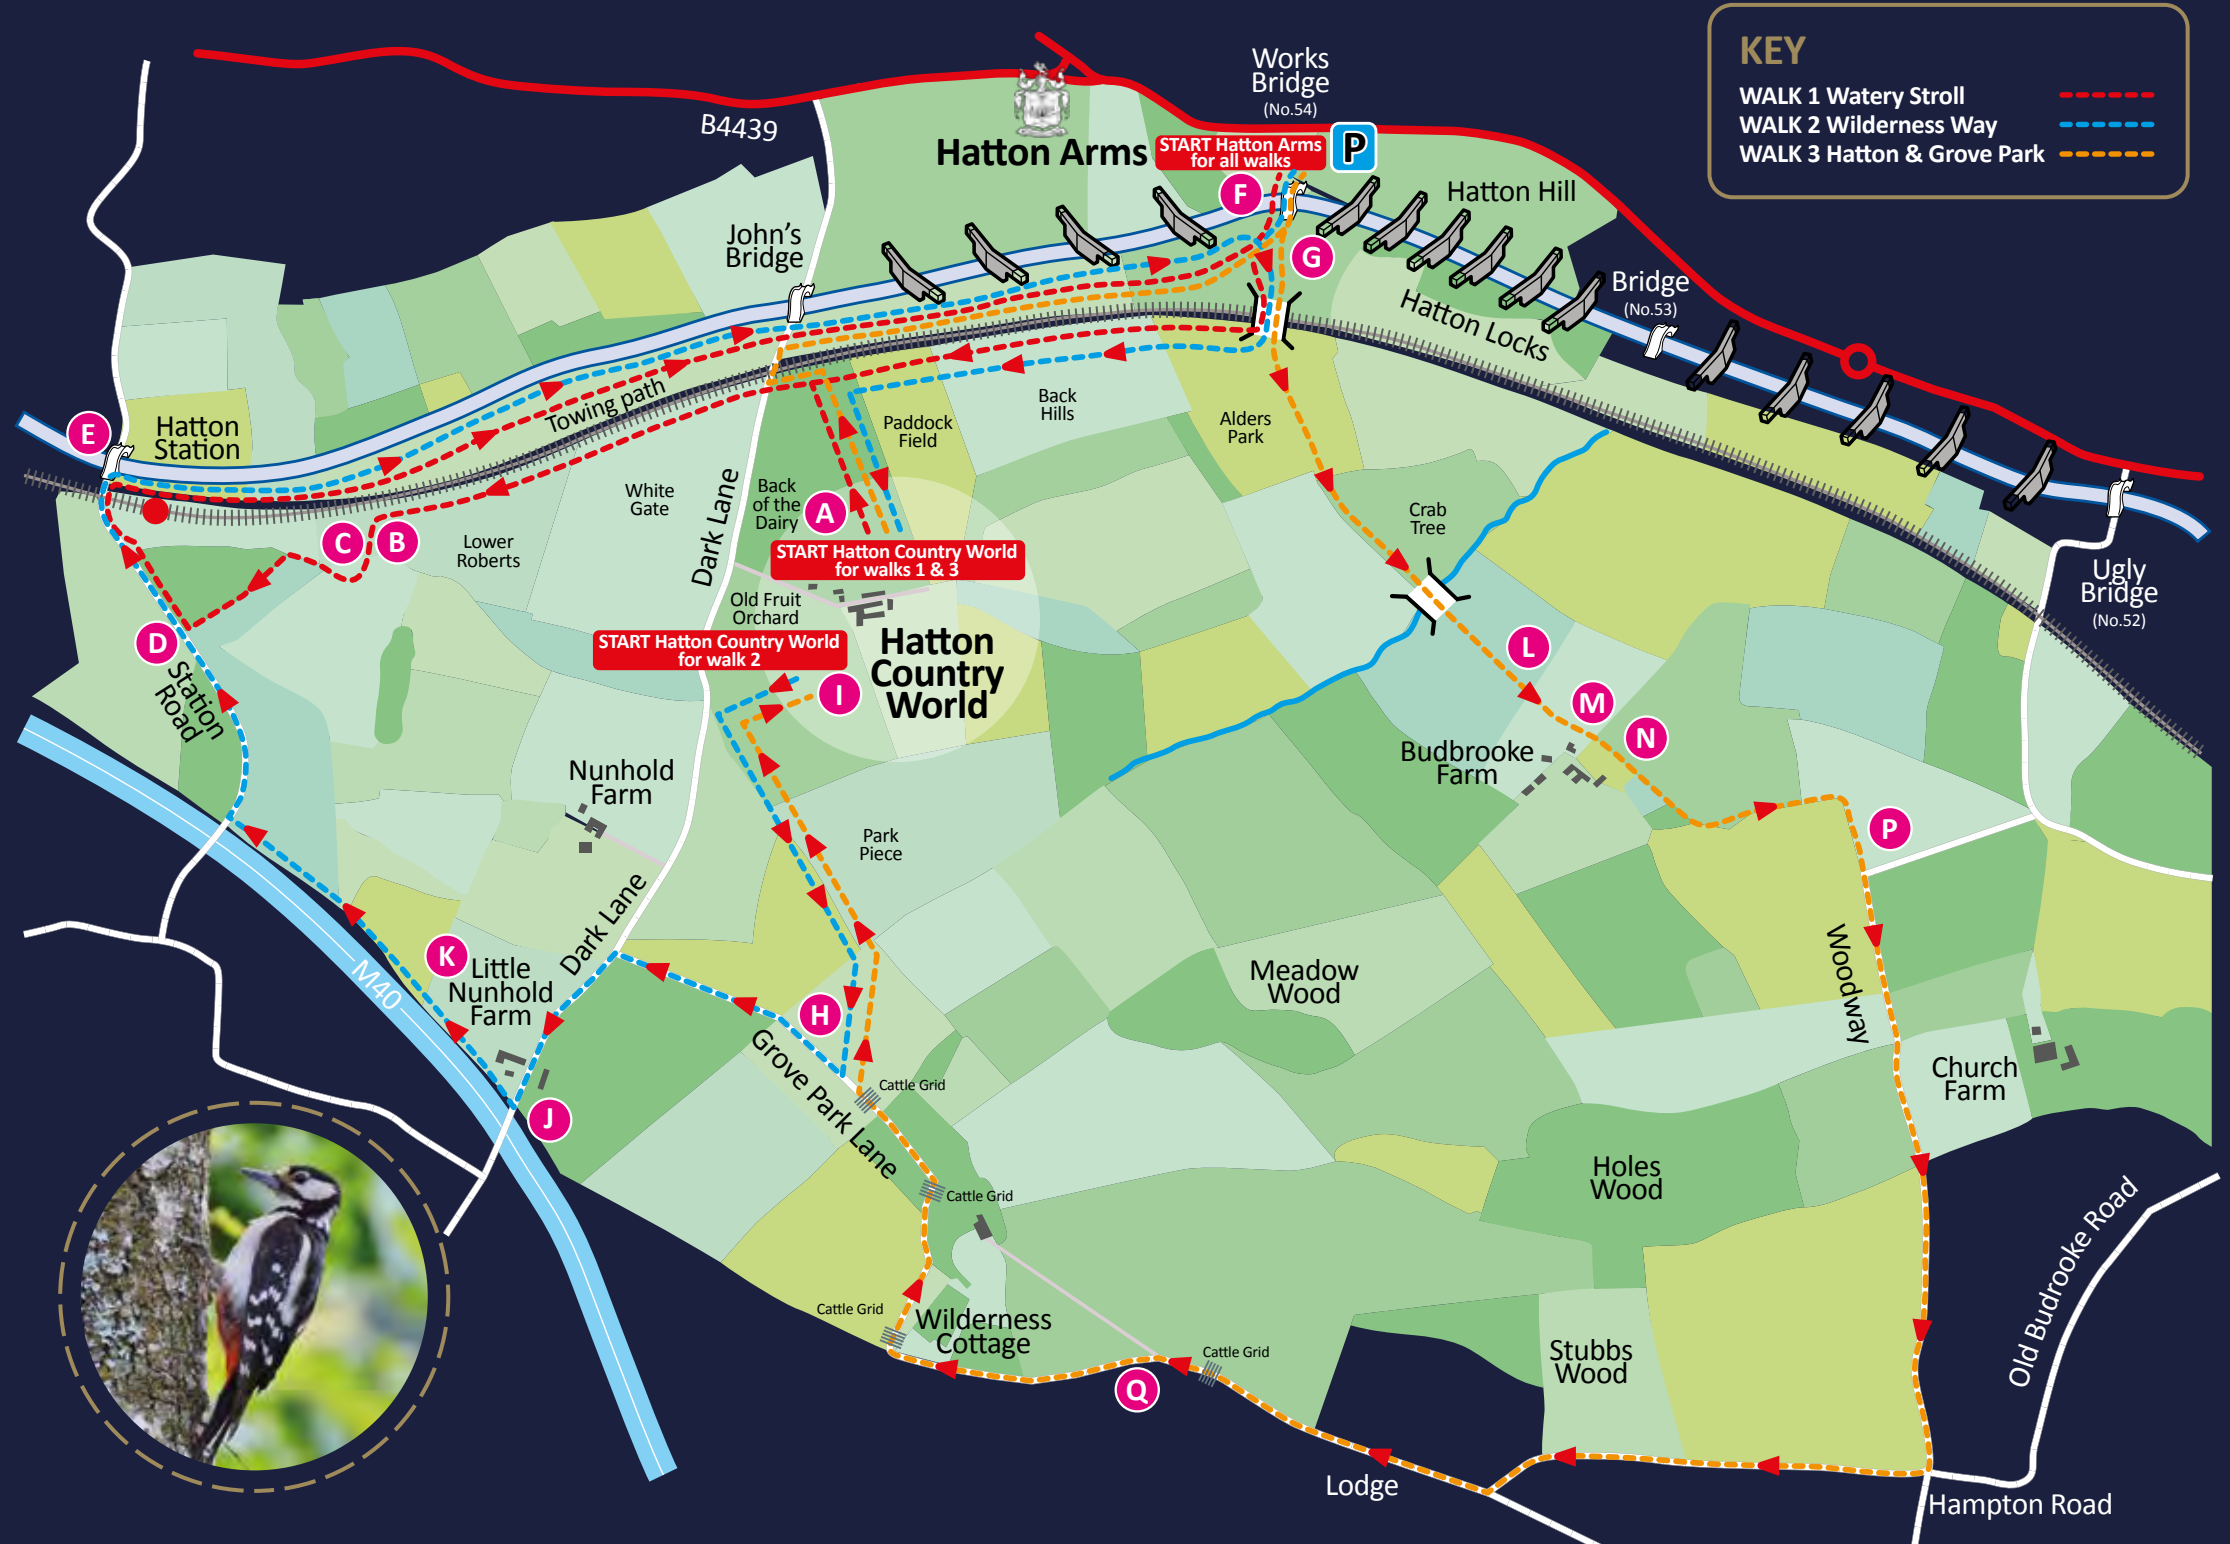 KEY
WALK 1 Watery Stroll
WALK 2 Wilderness Way
WALK 3 Hatton & Grove Park
Works
Bridge
(No.54)
B4439
Hatton Arms
START Hatton Arms
for all walks
P
F
Hatton Hill
John's
Bridge
G
Bridge
(No.53)
Hatton Locks
Towing path
E
Hatton
Station
Back
Hills
Paddock
Field
Alders
Park
White
Gate
Dark Lane
Back
of the
Dairy
A
Crab
Tree
C
B
Lower
Roberts
START Hatton Country World
for walks 1 & 3
Ugly
Bridge
(No.52)
Old Fruit
Orchard
START Hatton Country World
for walk 2
Hatton
Country
World
D
Station
Road
I
L
M
N
Budbrooke
Farm
Nunhold
Farm
Park
Piece
P
Dark Lane
K
Little
Nunhold
Farm
M40
Meadow
Wood
Woodway
H
Grove Park Lane
Cattle Grid
Church
Farm
J
Cattle Grid
Holes
Wood
Old Budrooke Road
Cattle Grid
Wilderness
Cottage
Cattle Grid
Stubbs
Wood
Q
Lodge
Hampton Road